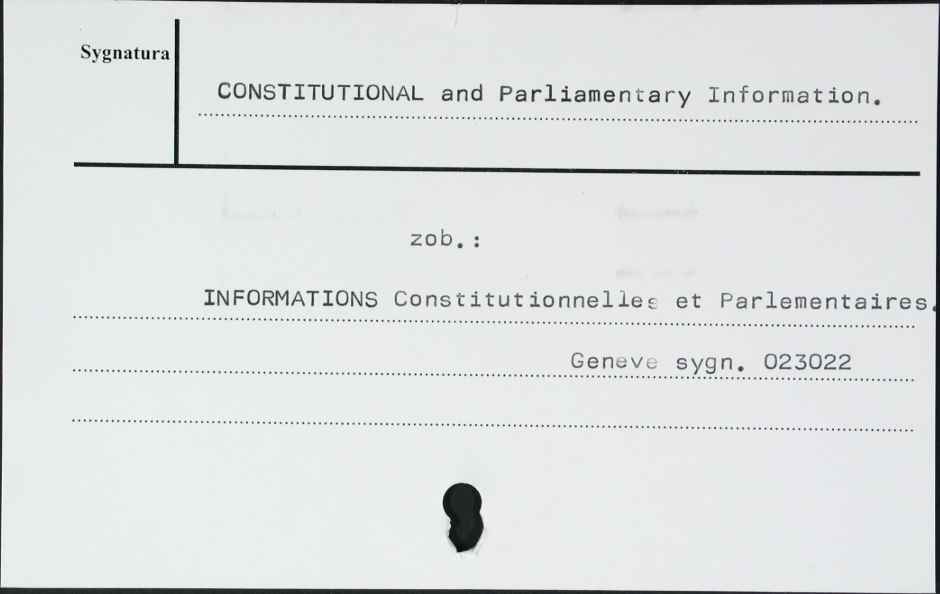 Sygnatura
CONSTITUTIONAL and Parliamentary Information.
zob.:
INFORMATIONS Constitutionnelles et Parlementaires.
Geneve sygn. 023022